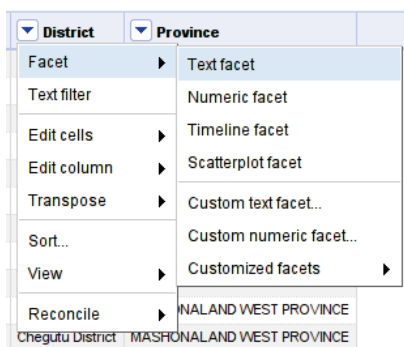 District Province
Facet
Text filter
Edit cells
Edit column
Transpose
Sort...
View
Reconcile
Text facet
Numeric facet
Timeline facet
Scatterplot facet
Custom text facet...
Custom numeric facet...
Customized facets
WEST PROVINCE
Chegutu District MASHONALAND WEST PROVINCE